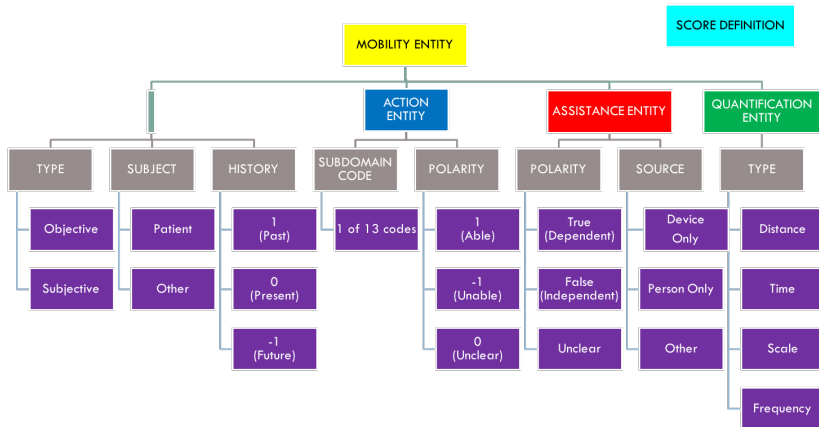 SCORE DEFINITION
MOBILITY ENTITY
ACTION
ENTITY
ASSISTANCE ENTITY
QUANTIFICATION
ENTITY
TYPE
SUBJECT
HISTORY
SUBDOMAIN
CODE
POLARITY
POLARITY
SOURCE
TYPE
Objective
Patient
1
(Past)
1 of 13 codes
1
(Able)
True
(Dependent)
Device
Only
Distance
Subjective
Other
0
(Present)
-1
(Unable)
False
(Independent)
Person Only
Time
-1
(Future)
0
(Unclear)
Unclear
Other
Scale
Frequency